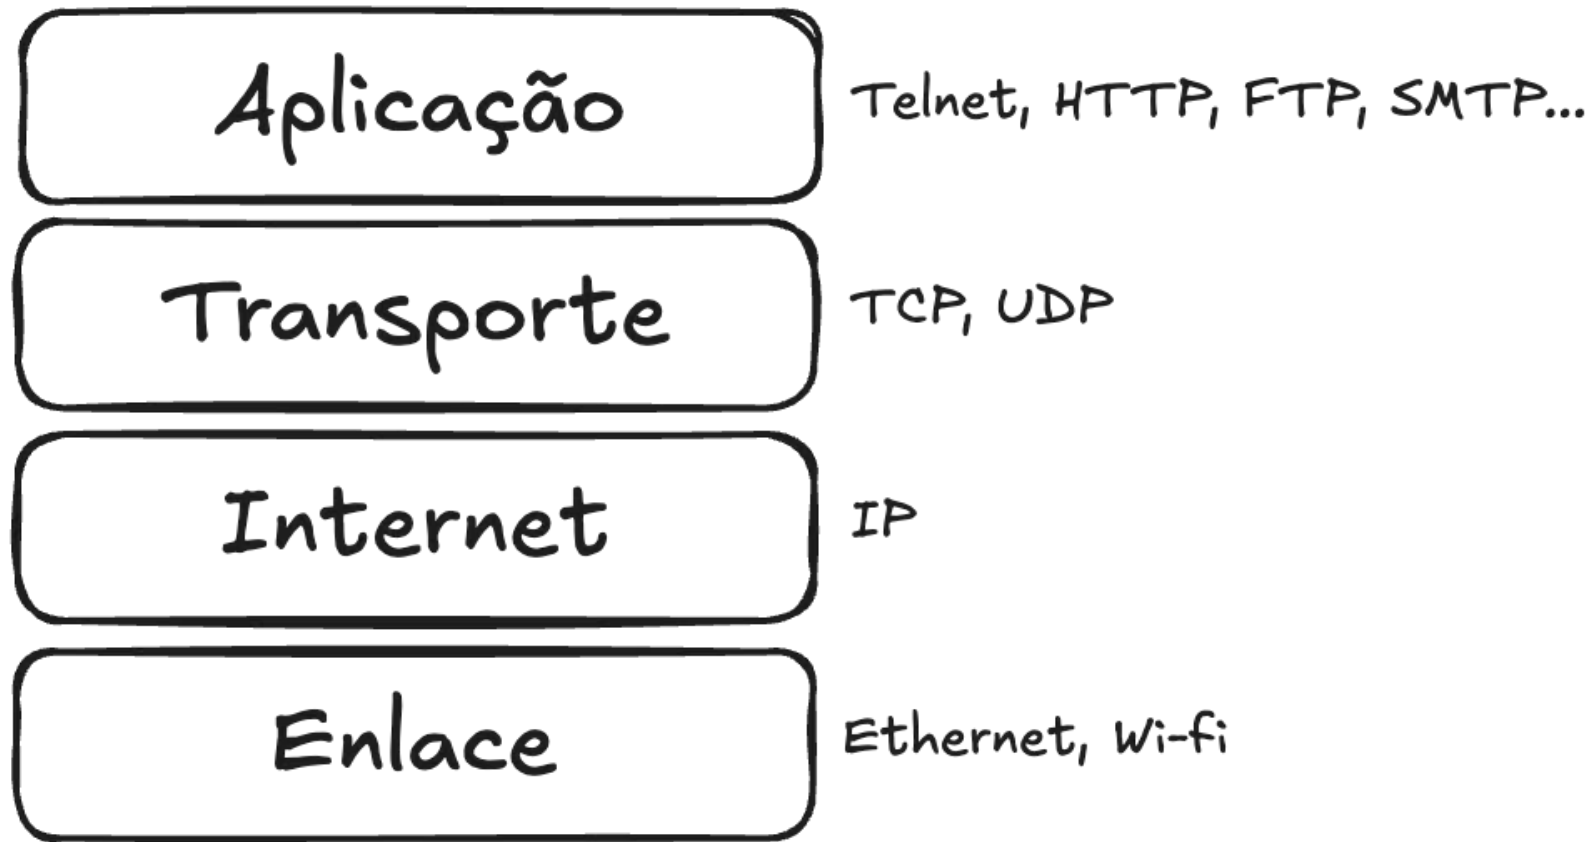 Aplicação
Telnet, HTTP, FTP, SMTP...
Transporte
TCP, UDP
Internet
IP
Enlace
Ethernet, Wi-fi